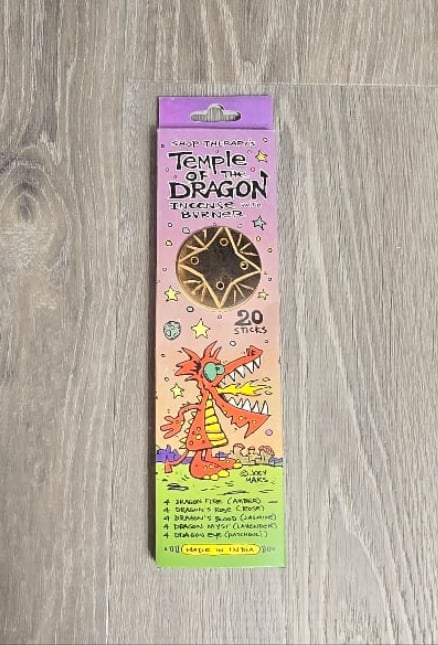 SHOP THERAPY'S
TEMPLE
OF THE
DRAGON
INCENSE WITH
BURNER
20
STICKS
© JOEY
MARS
4 DRAGON FIRE (AMBER)
4 DRAGON'S ROSE (ROSE)
4 DRAGON'S BLOOD (JASMINE)
4 DRAGON MYST (LAVENDER)
4 DRAGON EYE (PATCHOULI)
MADE IN INDIA